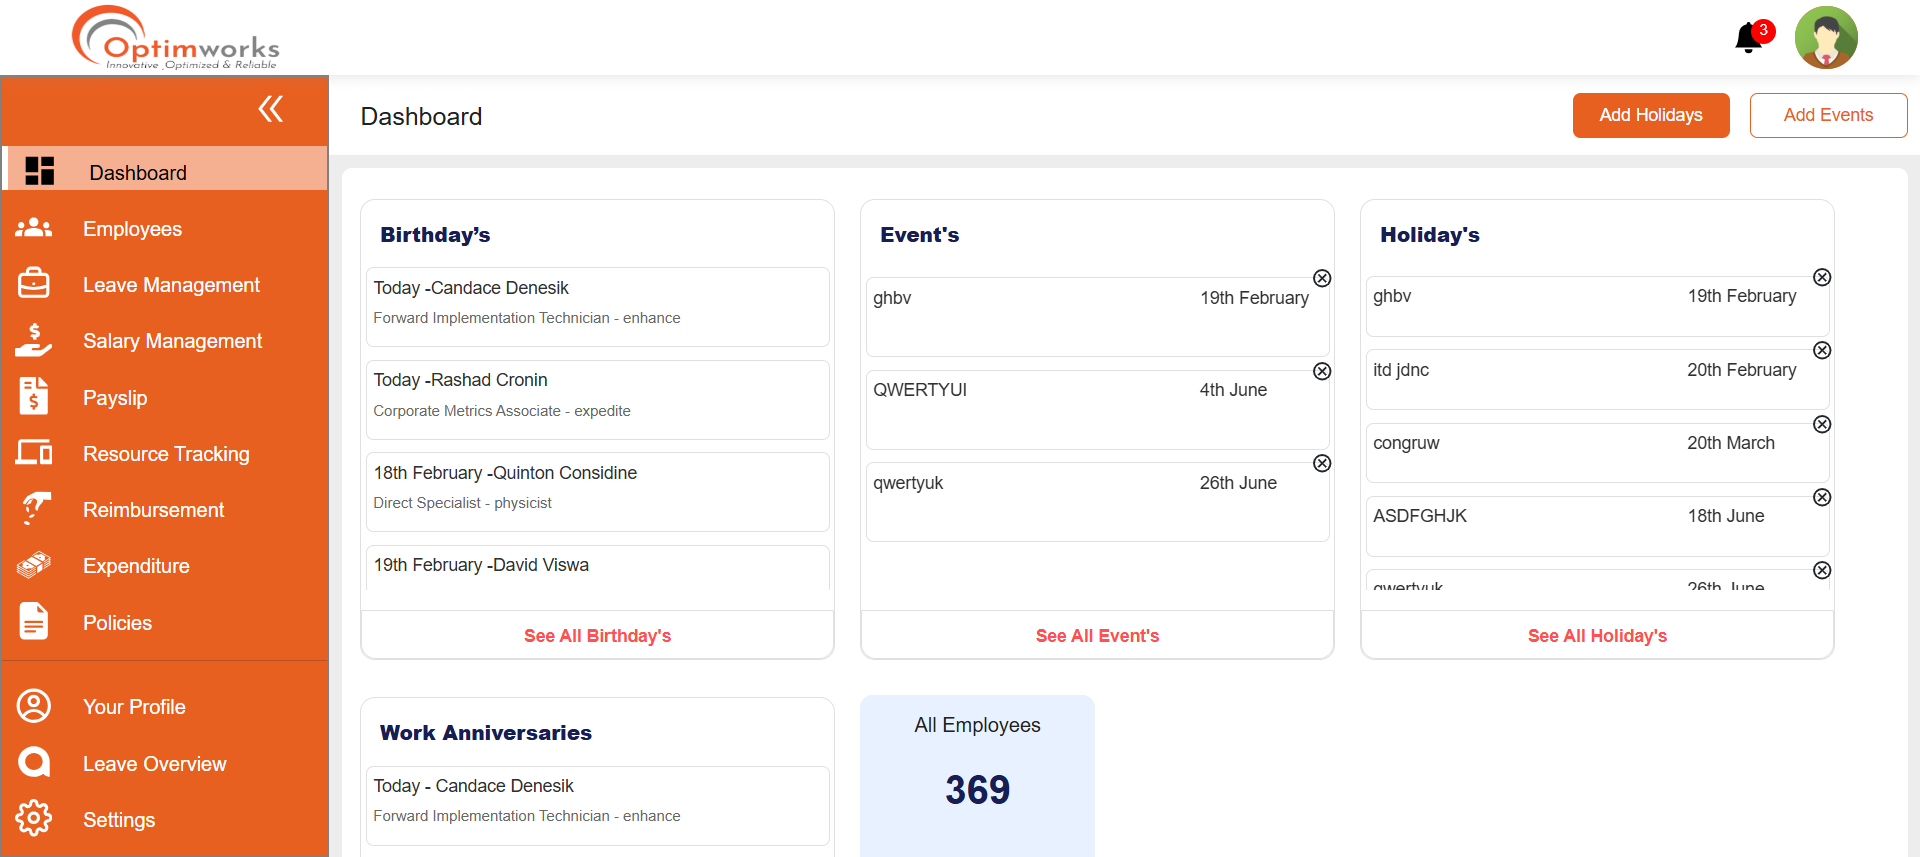 Optimworks
Innovative ,Optimized & Reliable
3
Dashboard
Add Holidays
Add Events
Dashboard
Employees
Leave Management
Salary Management
Payslip
Resource Tracking
Reimbursement
Expenditure
Policies
Your Profile
Leave Overview
Settings
Birthday’s
Today -Candace Denesik
Forward Implementation Technician - enhance
Today -Rashad Cronin
Corporate Metrics Associate - expedite
18th February -Quinton Considine
Direct Specialist - physicist
19th February -David Viswa
See All Birthday's
Event's
ghbv 19th February
QWERTYUI 4th June
qwertyuk 26th June
See All Event's
Holiday's
ghbv 19th February
itd jdnc 20th February
congruw 20th March
ASDFGHJK 18th June
qwertyuk 26th June
See All Holiday's
Work Anniversaries
Today - Candace Denesik
Forward Implementation Technician - enhance
All Employees
369